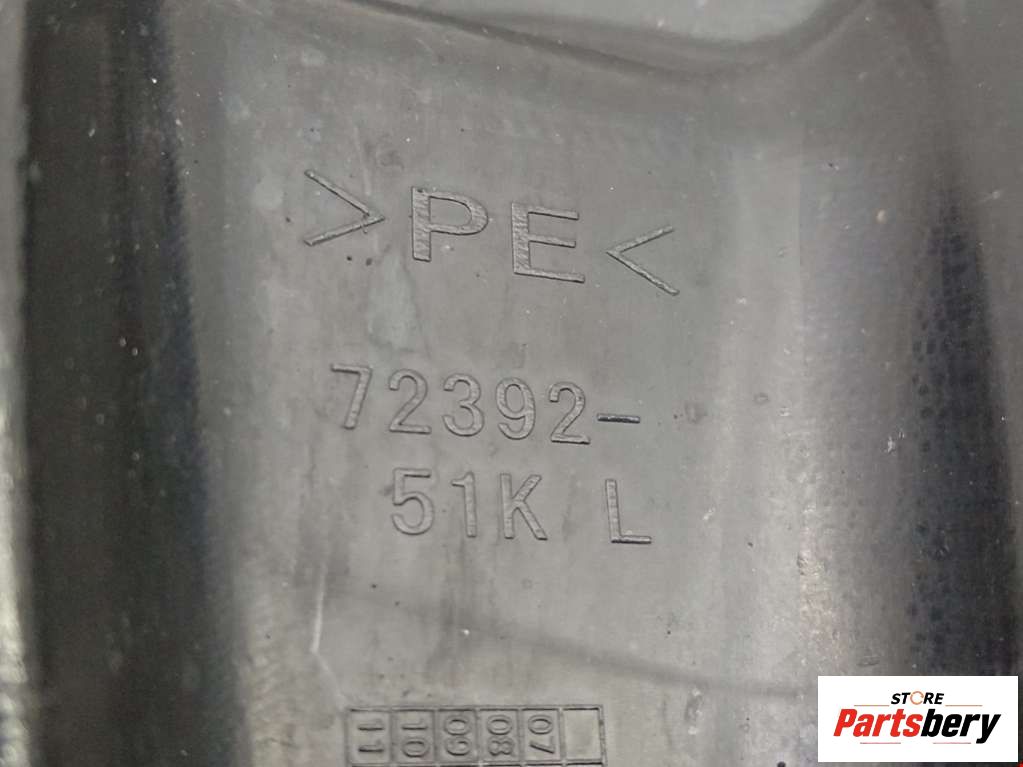 >PE<
72392-
51K L
11 10 09 08 07
STORE
Partsbery